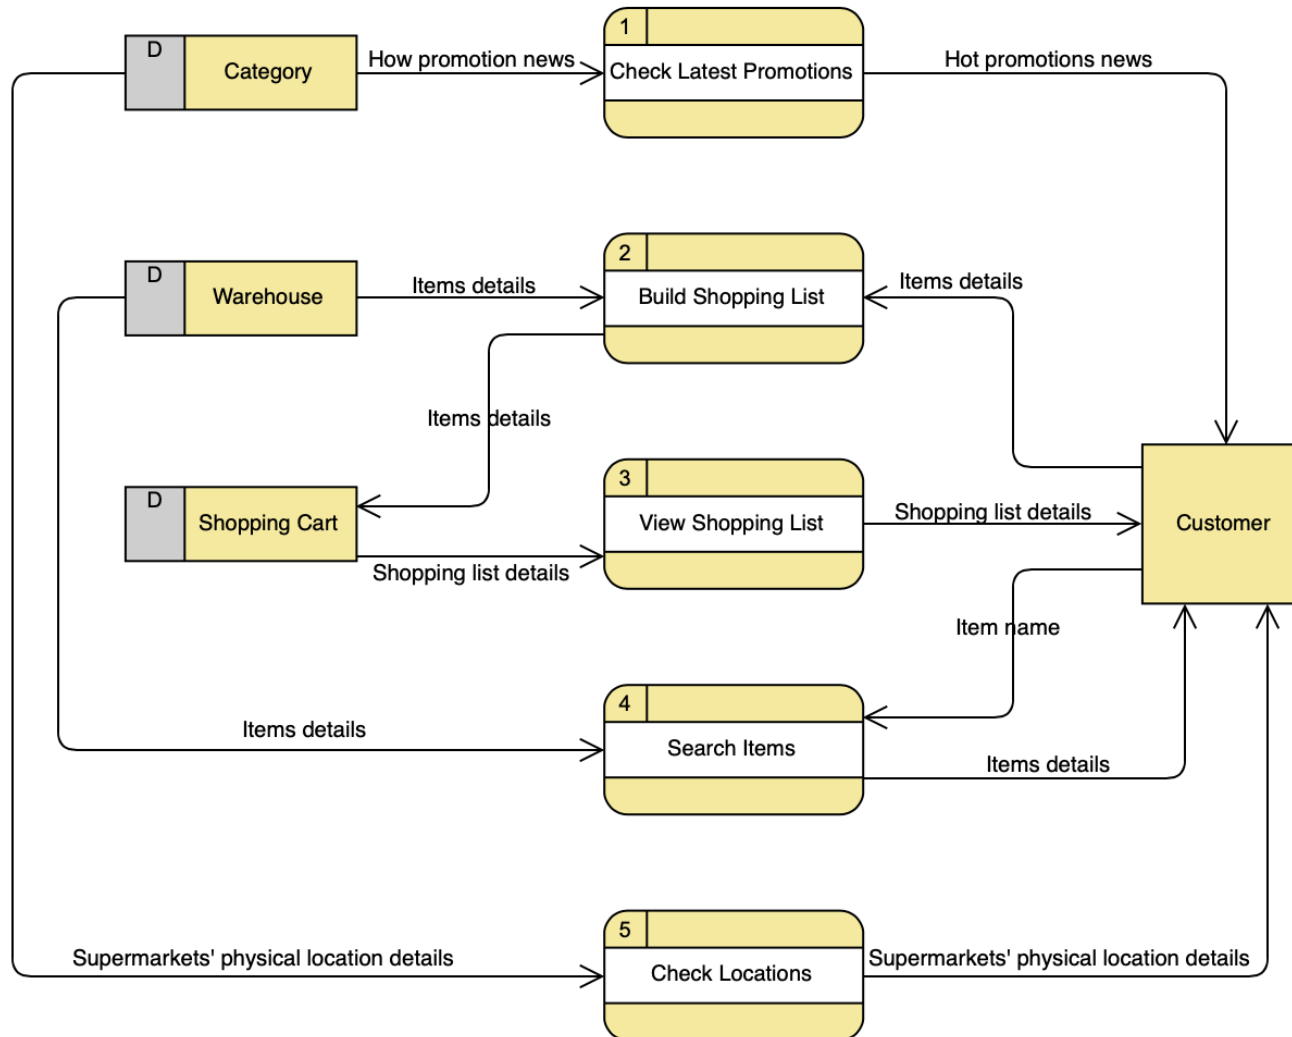 1
D
Category
How promotion news
Check Latest Promotions
Hot promotions news
2
D
Warehouse
Items details
Build Shopping List
Items details
Items details
3
D
Shopping Cart
Shopping list details
View Shopping List
Shopping list details
Customer
Item name
4
Items details
Search Items
Items details
5
Supermarkets' physical location details
Check Locations
Supermarkets' physical location details